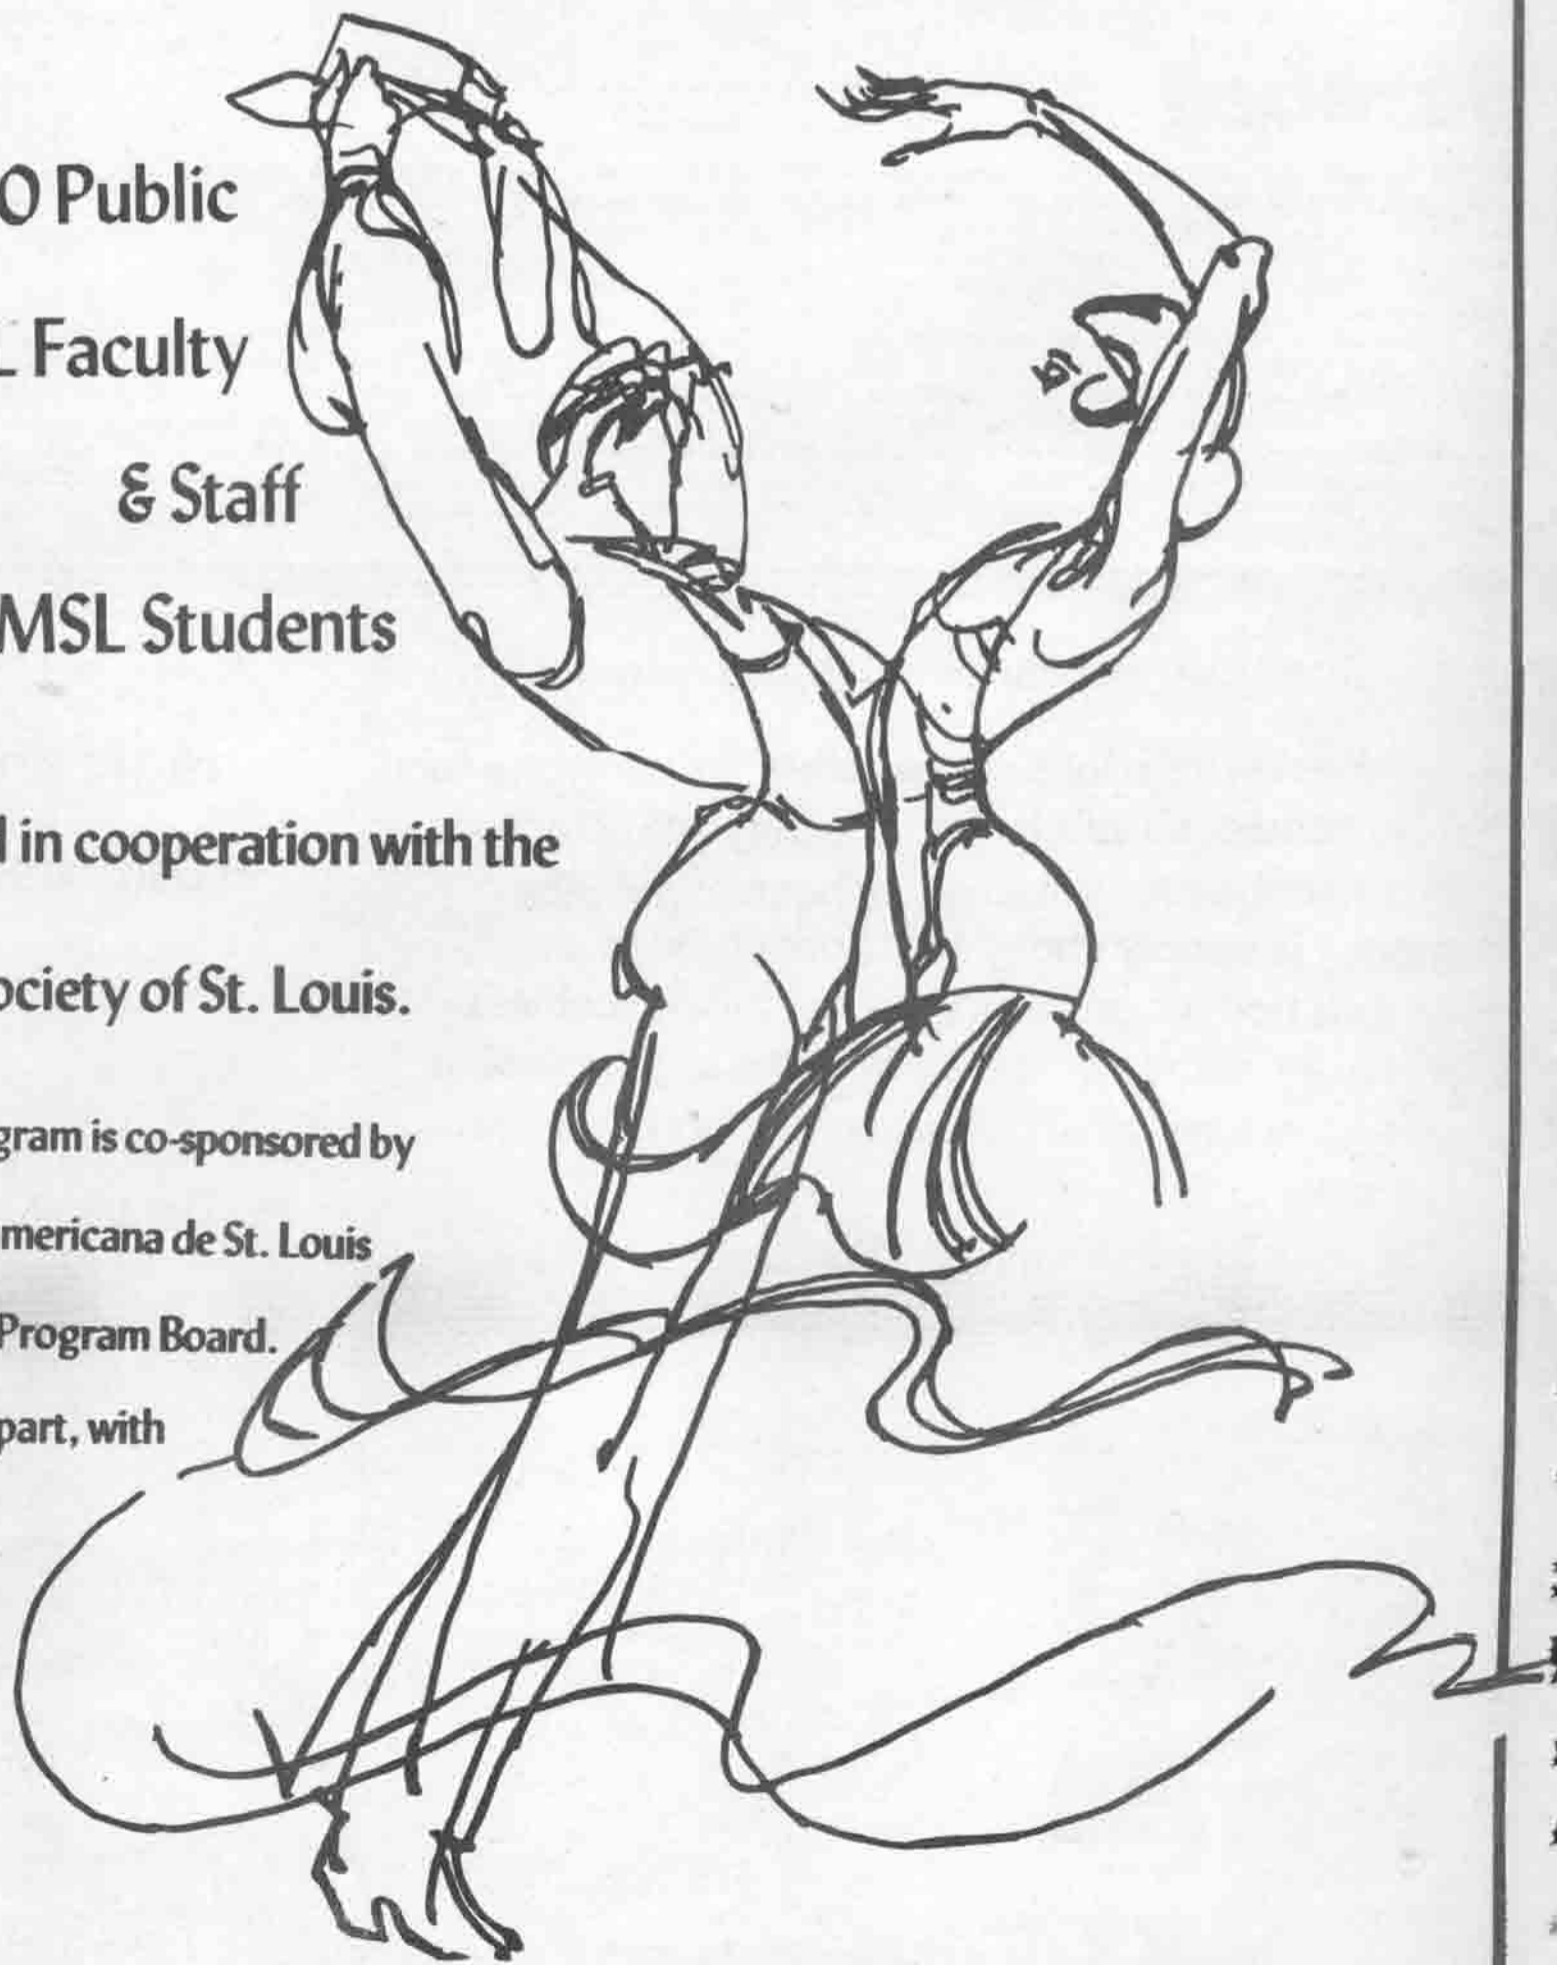 0 Public
L Faculty
& Staff
MSL Students
in cooperation with the
ociety of St. Louis.
gram is co-sponsored by
mericana de St. Louis
Program Board.
part, with